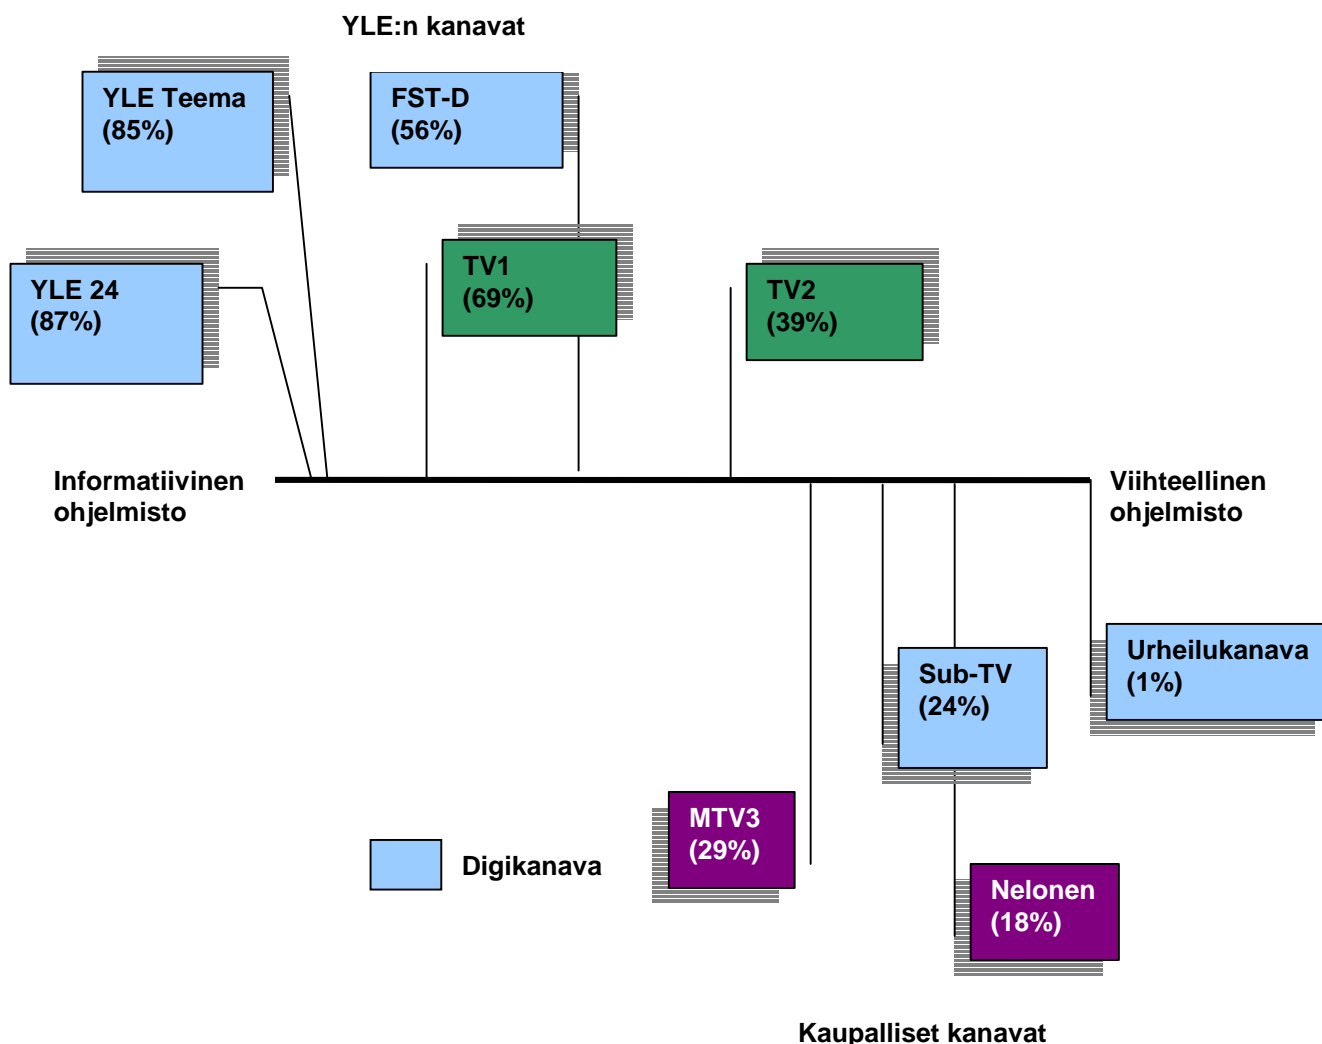 YLE:n kanavat
YLE Teema
(85%)
FST-D
(56%)
YLE 24
(87%)
TV1
(69%)
TV2
(39%)
Informatiivinen
ohjelmisto
Viihteellinen
ohjelmisto
Urheilukanava
(1%)
Sub-TV
(24%)
MTV3
(29%)
Digikanava
Nelonen
(18%)
Kaupalliset kanavat